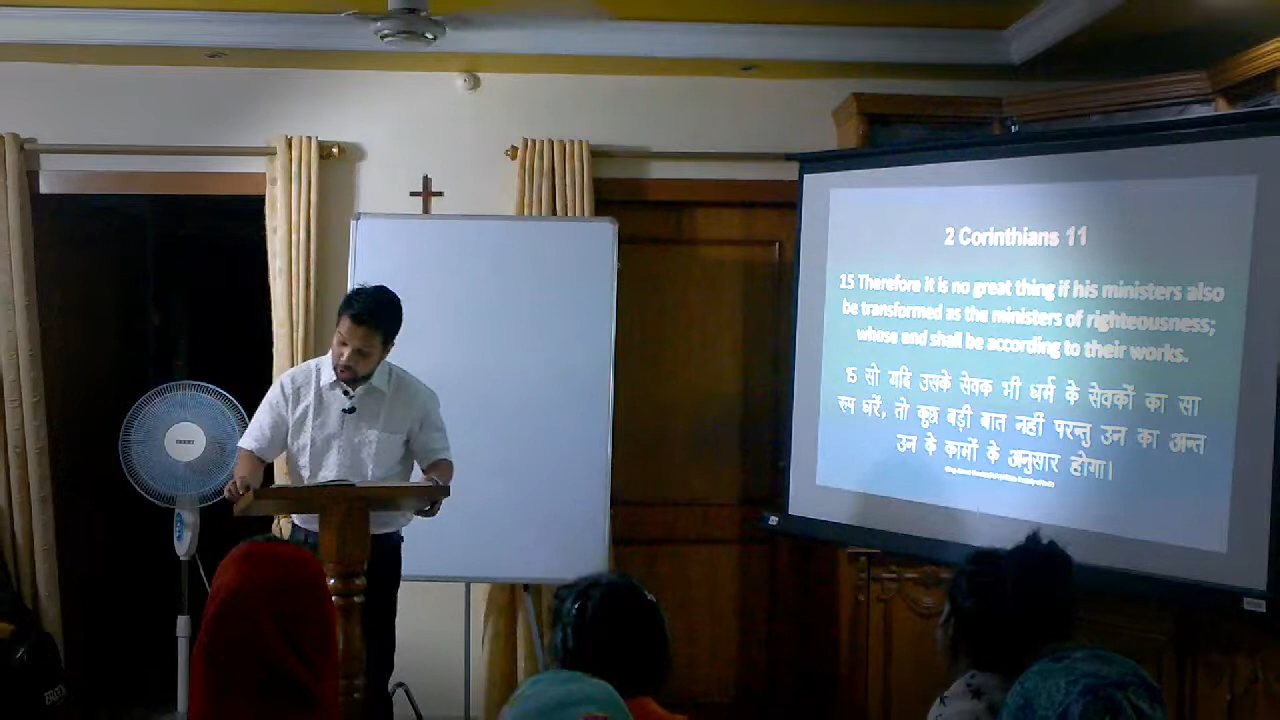 2 Corinthians 11
15 Therefore it is no great thing if his ministers also
be transformed as the ministers of righteousness;
whose end shall be according to their works.
15 सो यदि उसके सेवक भी धर्म के सेवकों का सा
रूप धरें, तो कुछ बड़ी बात नहीं परन्तु उन का अन्त
उन के कामों के अनुसार होगा।